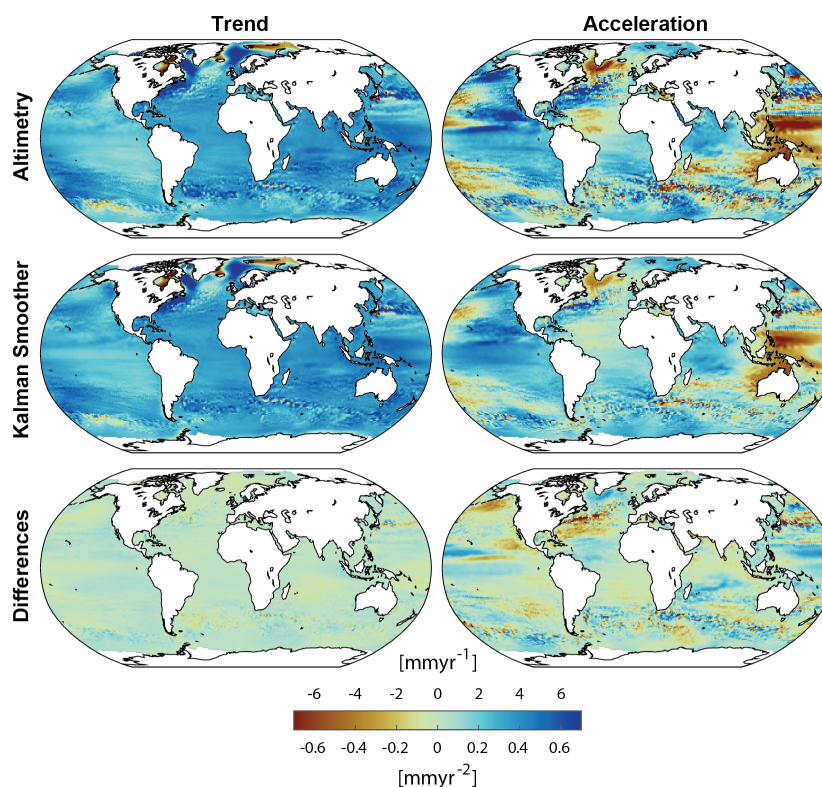 Trend
Acceleration
Altimetry
Kalman Smoother
Differences
[mmyr-1]
-6 -4 -2 0 2 4 6
-0.6 -0.4 -0.2 0 0.2 0.4 0.6
[mmyr-2]